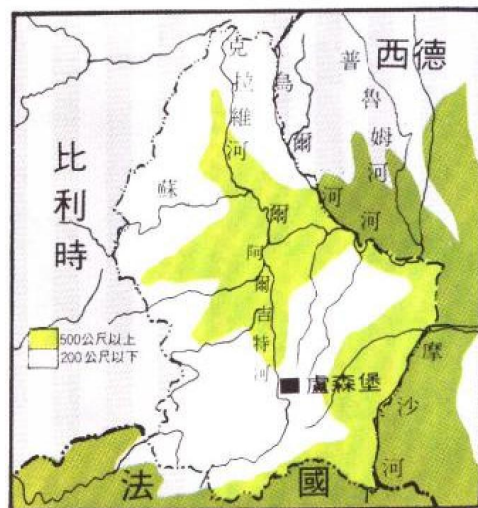 西德
克拉維河
烏爾河
普魯姆河
比利時
蘇爾河
阿爾吉特河
500公尺以上
200公尺以下
盧森堡
摩沙河
法國